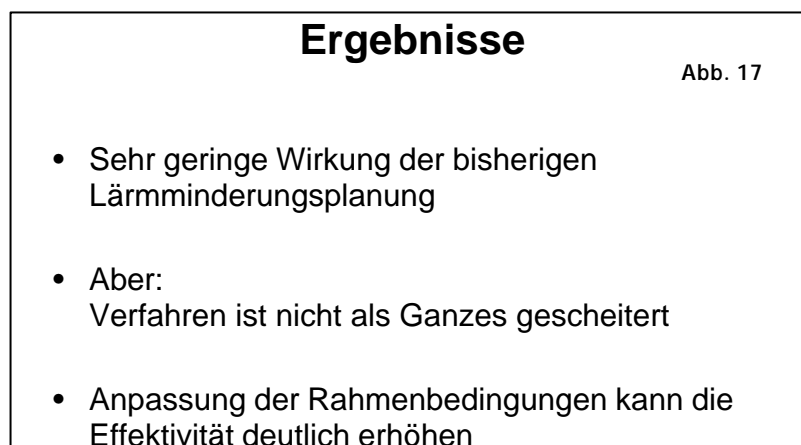 Ergebnisse
Abb. 17
• Sehr geringe Wirkung der bisherigen
Lärmminderungsplanung
• Aber:
Verfahren ist nicht als Ganzes gescheitert
• Anpassung der Rahmenbedingungen kann die
Effektivität deutlich erhöhen